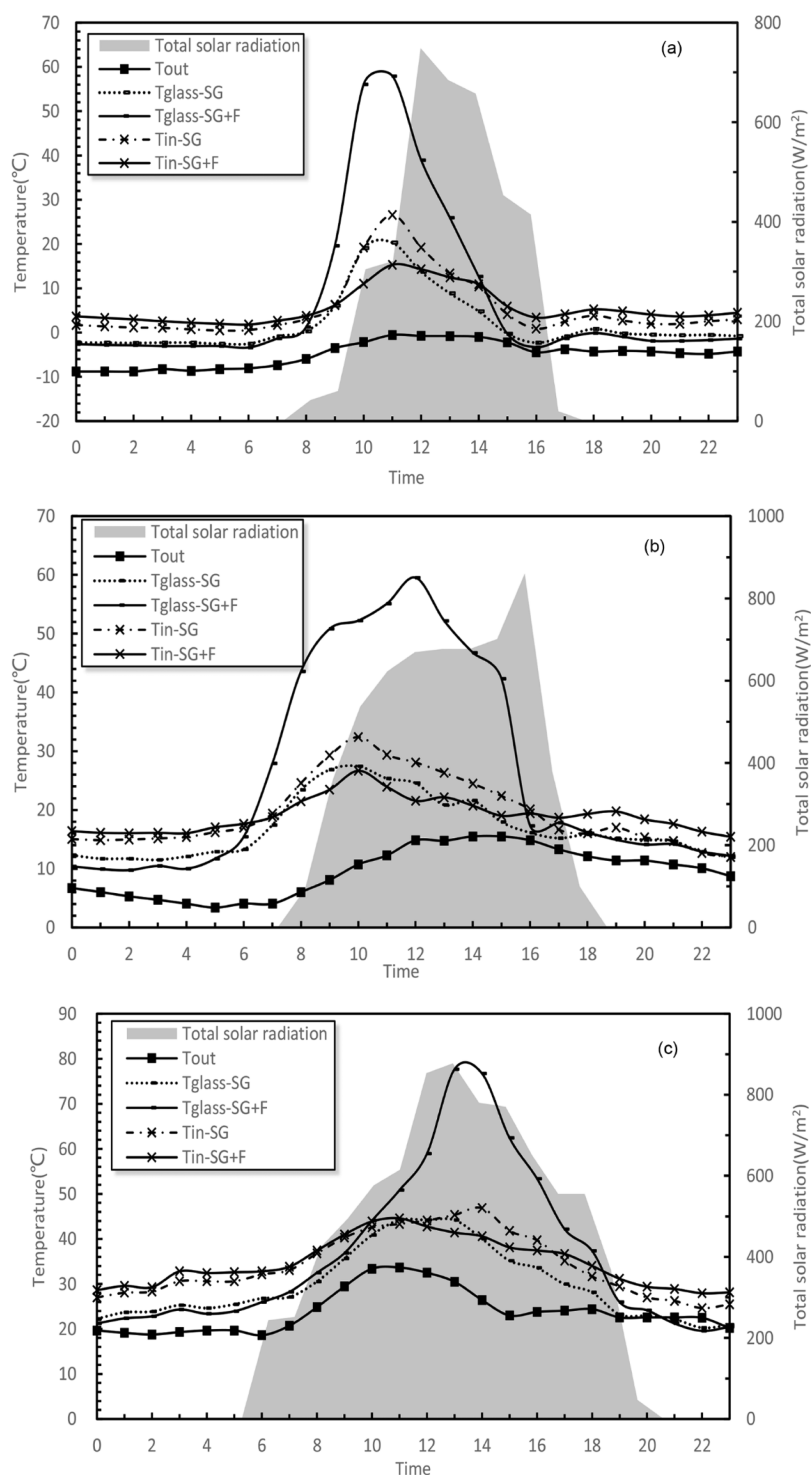 (a)
Total solar radiation
Tout
Tglass-SG
Tglass-SG+F
Tin-SG
Tin-SG+F
Temperature(℃)
70
60
50
40
30
20
10
0
-10
-20
Total solar radiation(W/m²)
800
600
400
200
0
0 2 4 6 8 10 12 14 16 18 20 22
Time
(b)
Total solar radiation
Tout
Tglass-SG
Tglass-SG+F
Tin-SG
Tin-SG+F
Temperature(℃)
70
60
50
40
30
20
10
0
Total solar radiation(W/m²)
1000
800
600
400
200
0
0 2 4 6 8 10 12 14 16 18 20 22
Time
(c)
Total solar radiation
Tout
Tglass-SG
Tglass-SG+F
Tin-SG
Tin-SG+F
Temperature(℃)
90
80
70
60
50
40
30
20
10
0
Total solar radiation(W/m²)
1000
800
600
400
200
0
0 2 4 6 8 10 12 14 16 18 20 22
Time